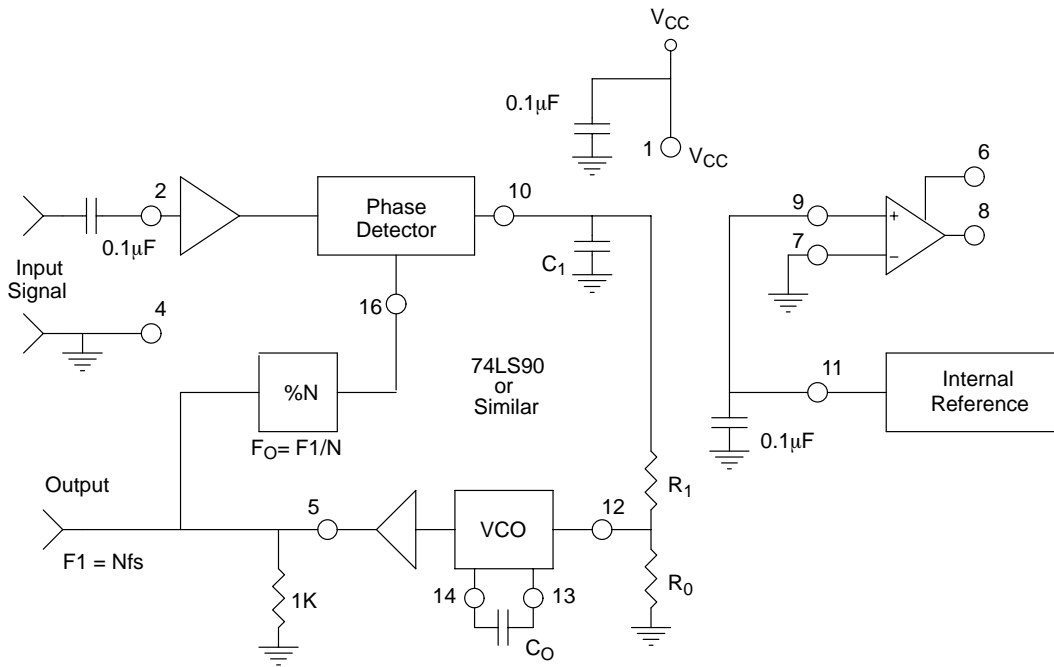 V_CC
0.1μF
1
V_CC
6
2
10
9
8
Phase
Detector
+
7
−
0.1μF
C_1
Input
Signal
4
16
74LS90
or
Similar
11
Internal
Reference
%N
0.1μF
F_O= F1/N
Output
R_1
5
12
VCO
F1 = Nfs
1K
14
13
R_0
C_O